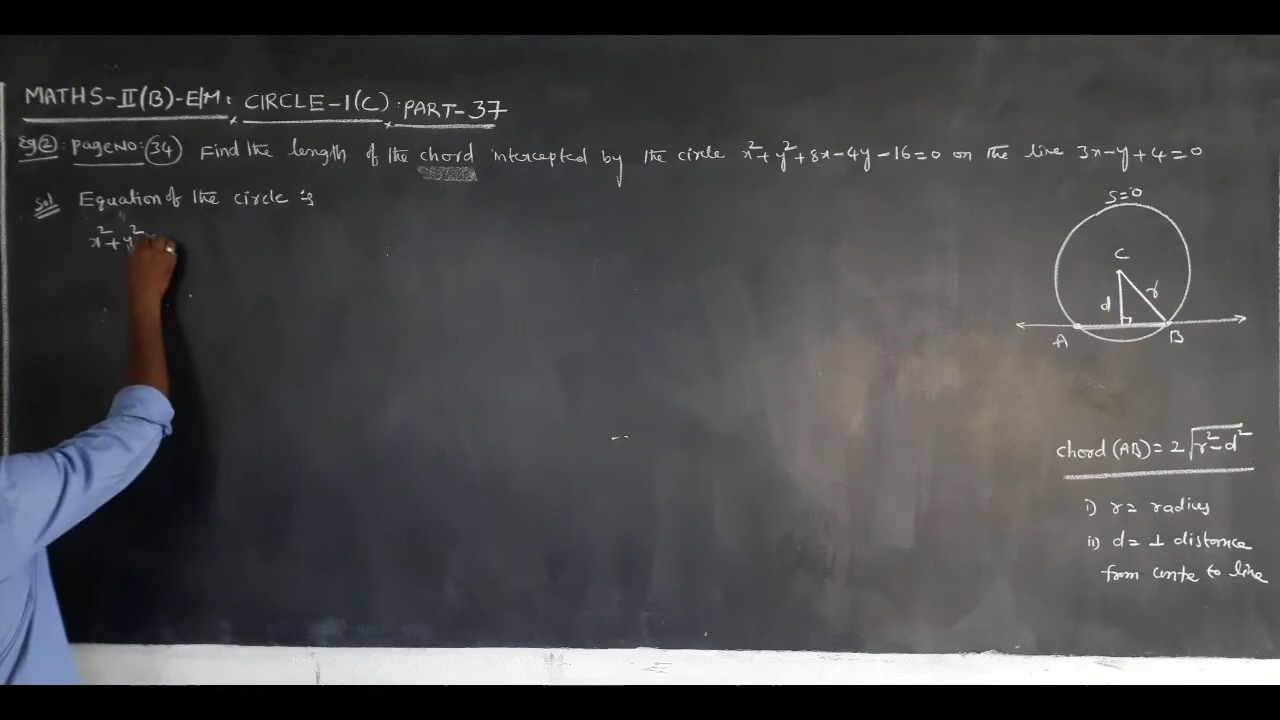 MATHS-II(B)-E/M: CIRCLE-1(C): PART-37
Eg②: page NO: 34) Find the length of the chord intercepted by the circle x²+y²+8x-4y-16=0 on the line 3x-y+4=0
Sol Equation of the circle is
x²+y²
S=0
C
d r
A B
chord (AB) = 2√r²-d²
i) r = radius
ii) d = ⊥ distance
from centre to line